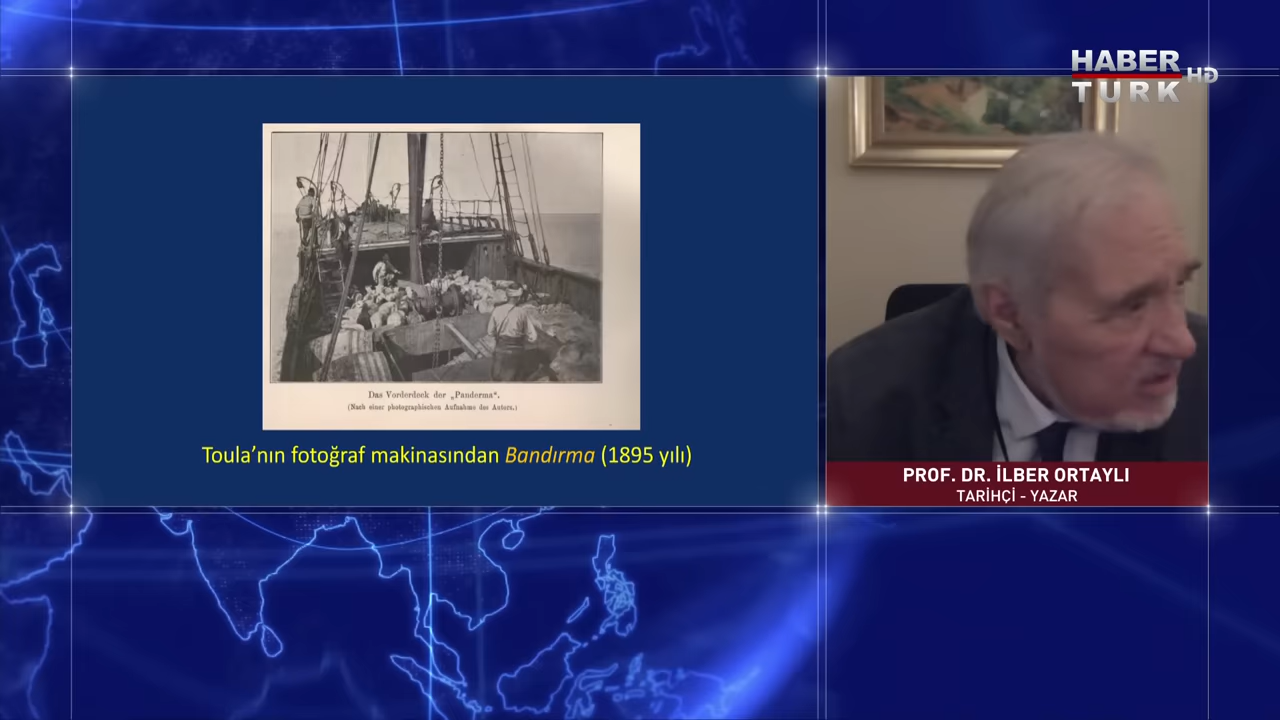 HABER
TURK HD
Das Vorderdeck der „Panderma“.
(Nach einer photographischen Aufnahme des Autors.)
Toula’nın fotoğraf makinasından Bandırma (1895 yılı)
PROF. DR. İLBER ORTAYLI
TARİHÇİ - YAZAR